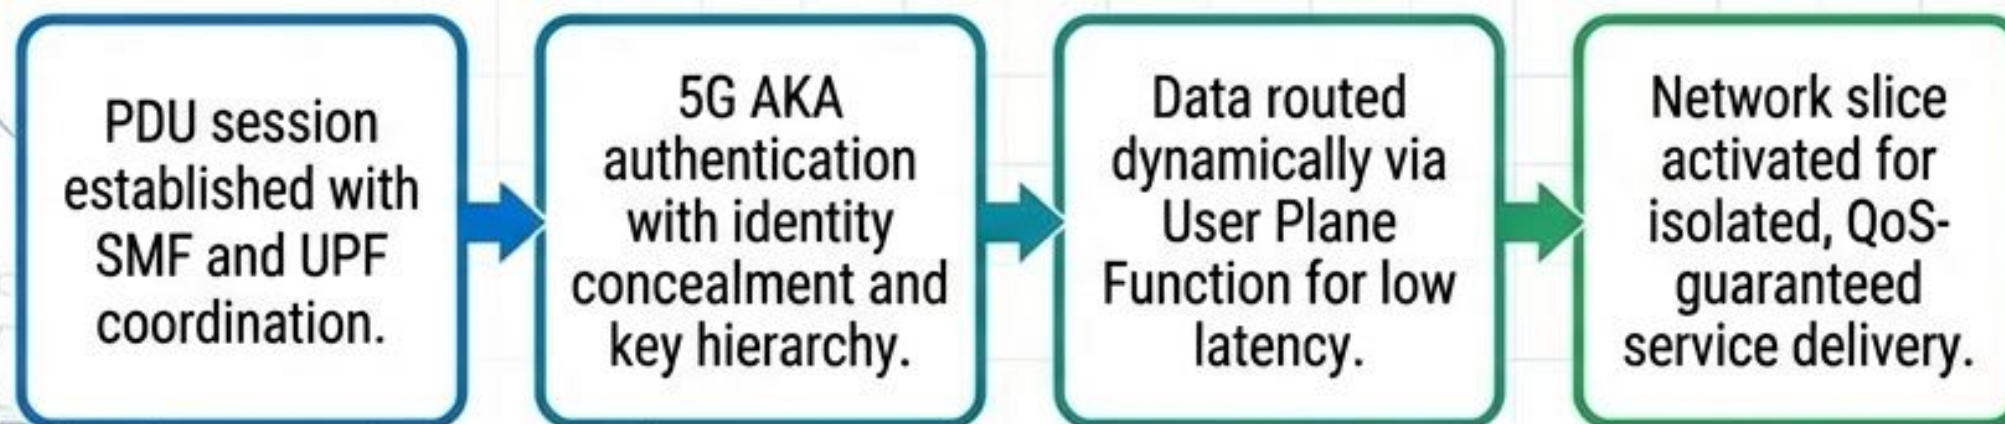 PDU session
established with
SMF and UPF
coordination.
5G AKA
authentication
with identity
concealment and
key hierarchy.
Data routed
dynamically via
User Plane
Function for low
latency.
Network slice
activated for
isolated, QoS-
guaranteed
service delivery.